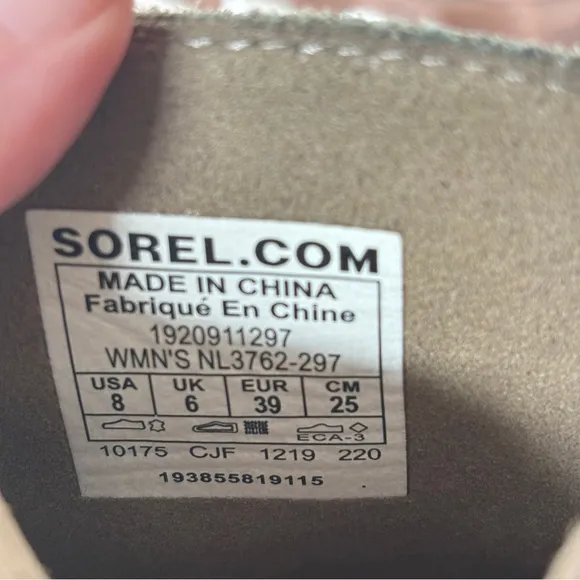 SOREL.COM
MADE IN CHINA
Fabriqué En Chine
1920911297
WMN'S NL3762-297
USA UK EUR CM
8 6 39 25
ECA-3
10175 CJF 1219 220
193855819115